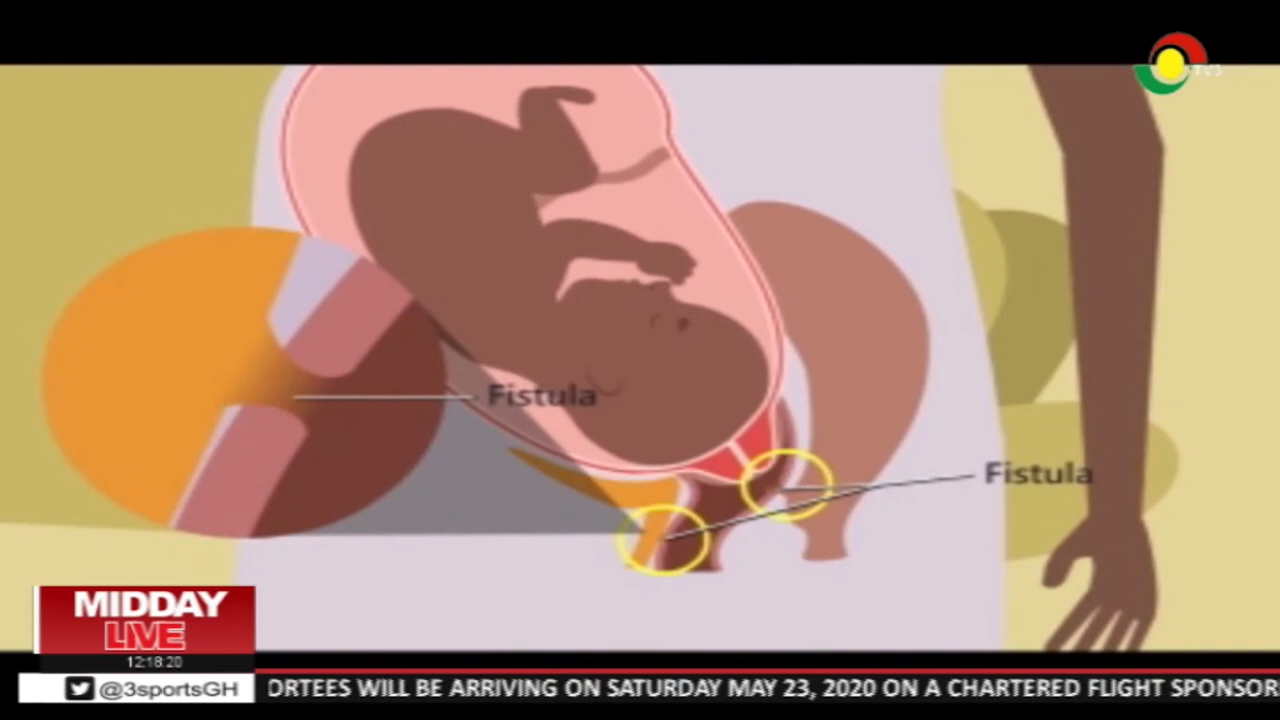 TV3
Fistula
Fistula
MIDDAY
LIVE
12:18:20
@3sportsGH
ORTEES WILL BE ARRIVING ON SATURDAY MAY 23, 2020 ON A CHARTERED FLIGHT SPONSOR